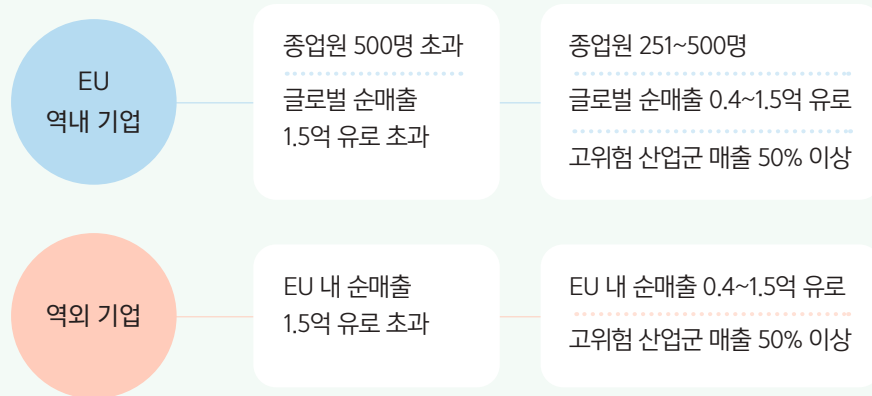 EU
역내 기업
종업원 500명 초과
글로벌 순매출
1.5억 유로 초과
종업원 251~500명
글로벌 순매출 0.4~1.5억 유로
고위험 산업군 매출 50% 이상
역외 기업
EU 내 순매출
1.5억 유로 초과
EU 내 순매출 0.4~1.5억 유로
고위험 산업군 매출 50% 이상